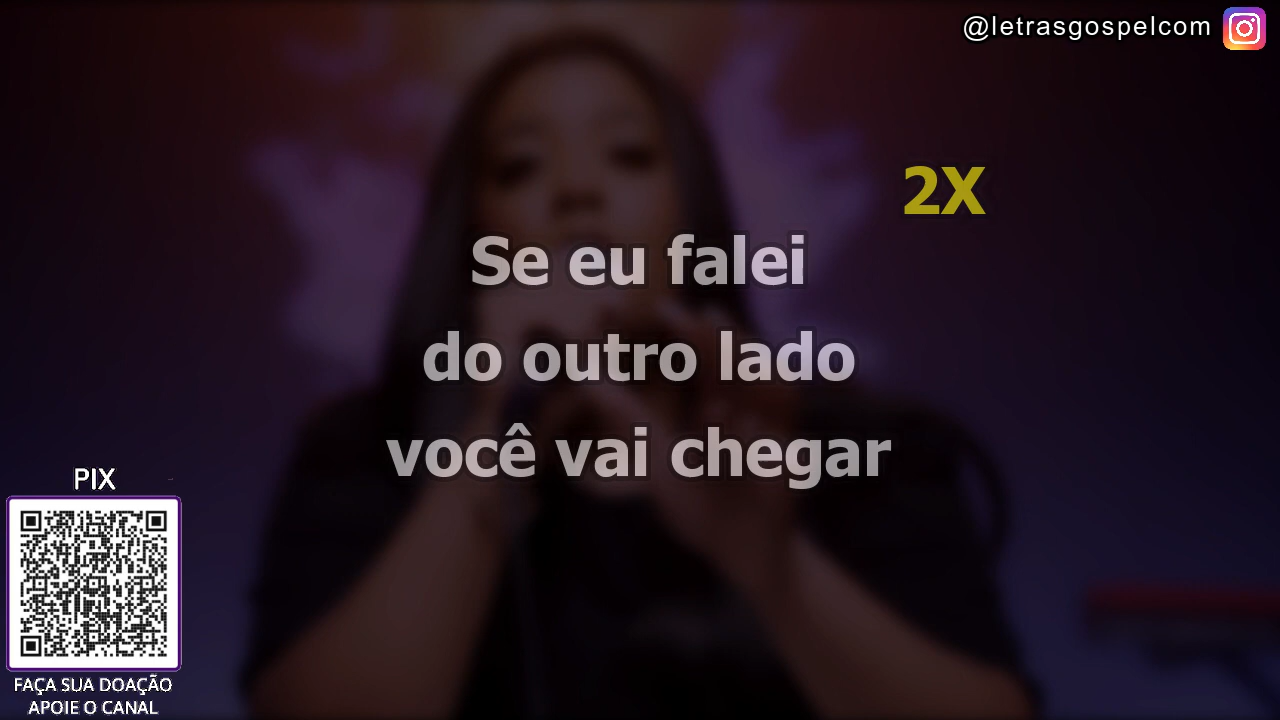 @letrasgospelcom
2X
Se eu falei
do outro lado
você vai chegar
PIX
FAÇA SUA DOAÇÃO
APOIE O CANAL